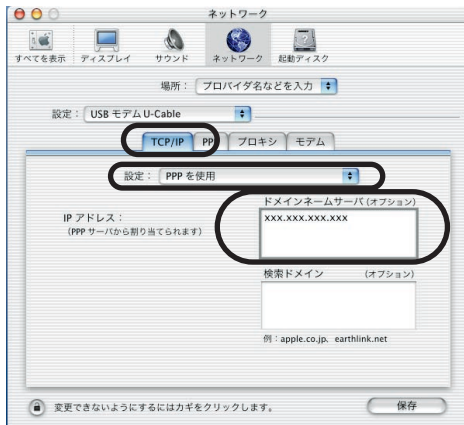 ネットワーク
すべてを表示 ディスプレイ サウンド ネットワーク 起動ディスク
場所： プロバイダ名などを入力
設定： USB モデム U-Cable
TCP/IP PPP プロキシ モデム
設定： PPP を使用
ドメインネームサーバ (オプション)
IP アドレス： xxx.xxx.xxx.xxx
（PPP サーバから割り当てられます）
検索ドメイン （オプション）
例：apple.co.jp、earthlink.net
変更できないようにするにはカギをクリックします。 保存